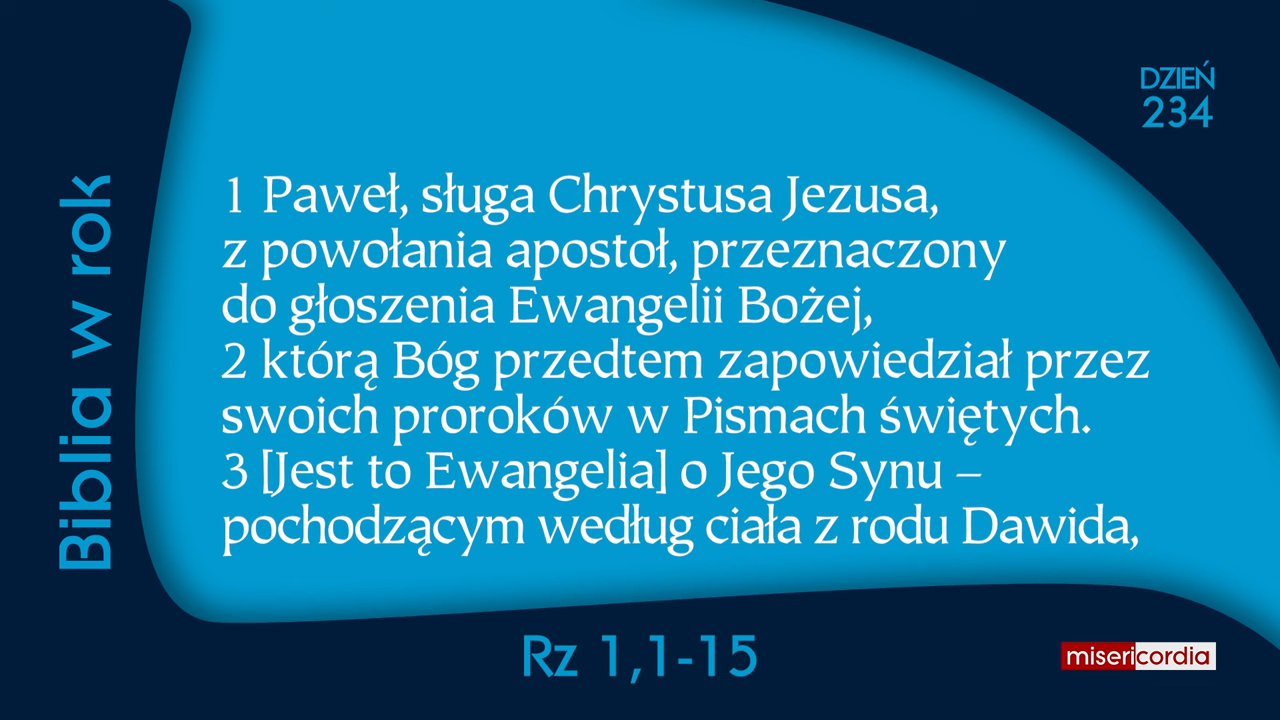 DZIEŃ
234
Biblia w rok
1 Paweł, sługa Chrystusa Jezusa,
z powołania apostoł, przeznaczony
do głoszenia Ewangelii Bożej,
2 którą Bóg przedtem zapowiedział przez
swoich proroków w Pismach świętych.
3 [Jest to Ewangelia] o Jego Synu –
pochodzącym według ciała z rodu Dawida,
Rz 1,1-15
misericordia